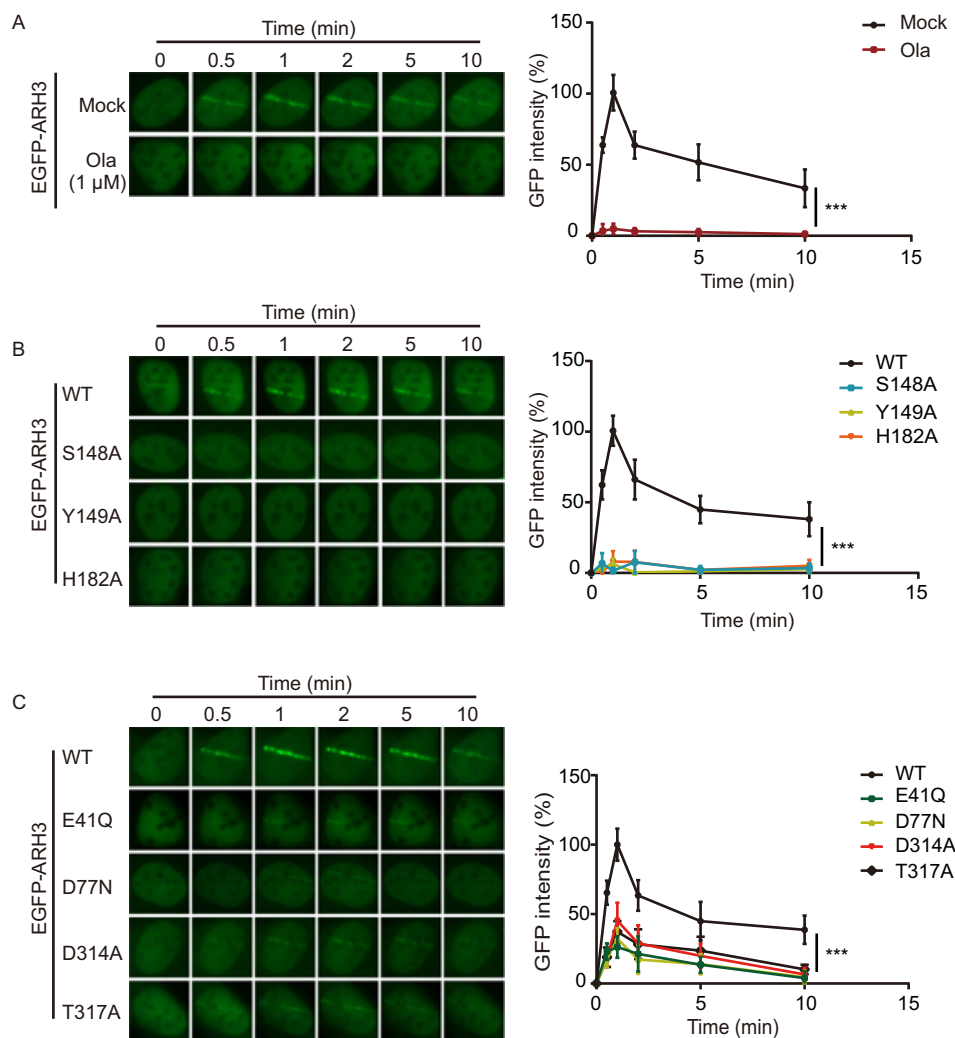 A
Time (min)
0 0.5 1 2 5 10
EGFP-ARH3
Mock
Ola
(1 µM)
GFP intensity (%)
150
100
50
0
0 5 10 15
Time (min)
Mock
Ola
***
B
Time (min)
0 0.5 1 2 5 10
EGFP-ARH3
WT
S148A
Y149A
H182A
GFP intensity (%)
150
100
50
0
0 5 10 15
Time (min)
WT
S148A
Y149A
H182A
***
C
Time (min)
0 0.5 1 2 5 10
EGFP-ARH3
WT
E41Q
D77N
D314A
T317A
GFP intensity (%)
150
100
50
0
0 5 10 15
Time (min)
WT
E41Q
D77N
D314A
T317A
***